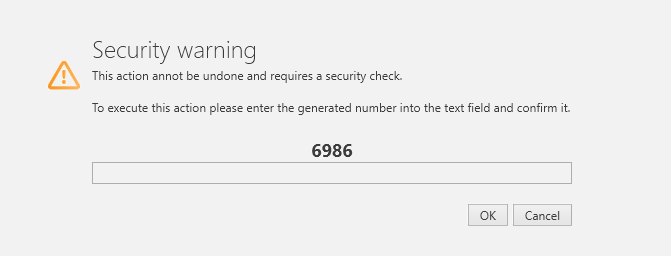 Security warning
This action annot be undone and requires a security check.
To execute this action please enter the generated number into the text field and confirm it.
6986
OK Cancel